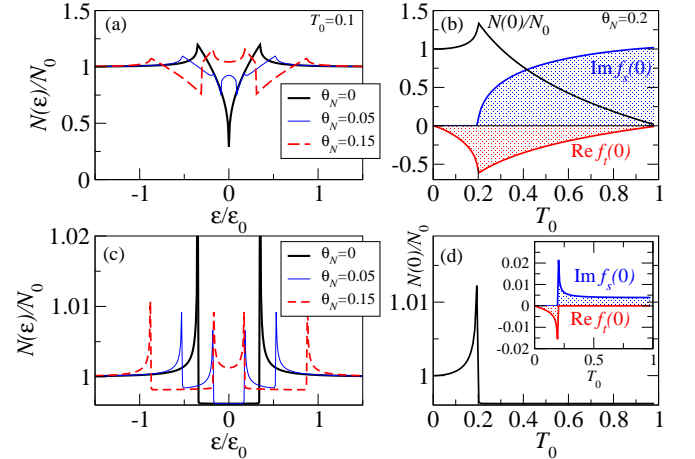 (a)
T₀=0.1
N(ε)/N₀
1.5
1
0.5
0
θ_N=0
θ_N=0.05
θ_N=0.15
-1
0
1
ε/ε₀
(b)
N(0)/N₀
θ_N=0.2
1.0
0.5
0
-0.5
Im f_s(0)
Re f_t(0)
0
0.2
0.4
0.6
0.8
1
T₀
(c)
N(ε)/N₀
1.02
1.01
1
θ_N=0
θ_N=0.05
θ_N=0.15
-1
0
1
ε/ε₀
(d)
N(0)/N₀
1.01
1
0
0.2
0.4
0.6
0.8
1
T₀
0.02
0.01
0
-0.01
-0.02
Im f_s(0)
Re f_t(0)
0
0.5
1
T₀